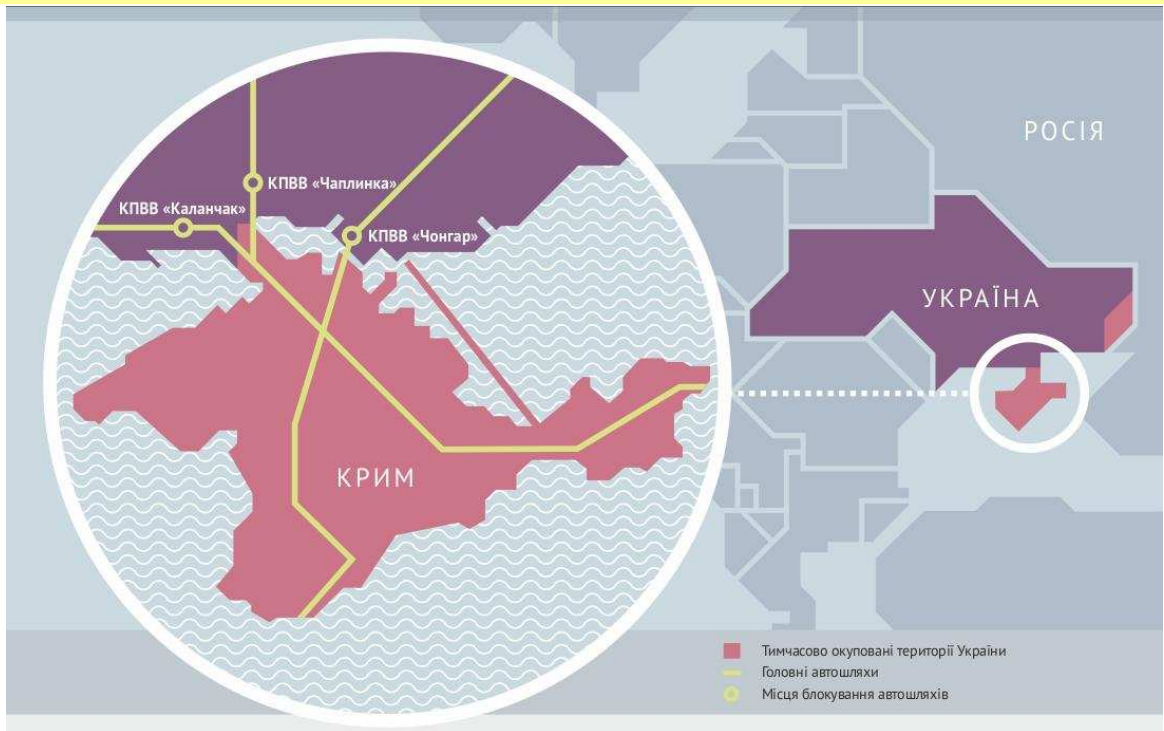 РОСІЯ
КПВВ «Чаплинка»
КПВВ «Каланчак»
КПВВ «Чонгар»
УКРАЇНА
КРИМ
Тимчасово окуповані території України
Головні автошляхи
Місця блокування автошляхів